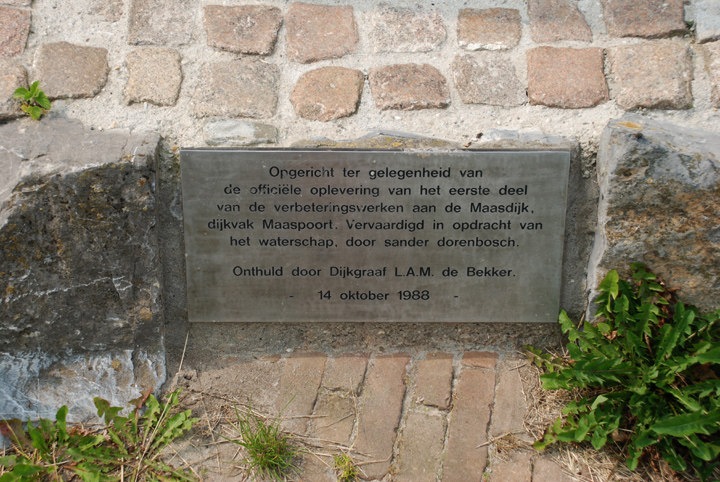 Opgericht ter gelegenheid van
de officiële oplevering van het eerste deel
van de verbeteringswerken aan de Maasdijk,
dijkvak Maaspoort. Vervaardigd in opdracht van
het waterschap, door sander dorenbosch.
Onthuld door Dijkgraaf L.A.M. de Bekker.
- 14 oktober 1988 -